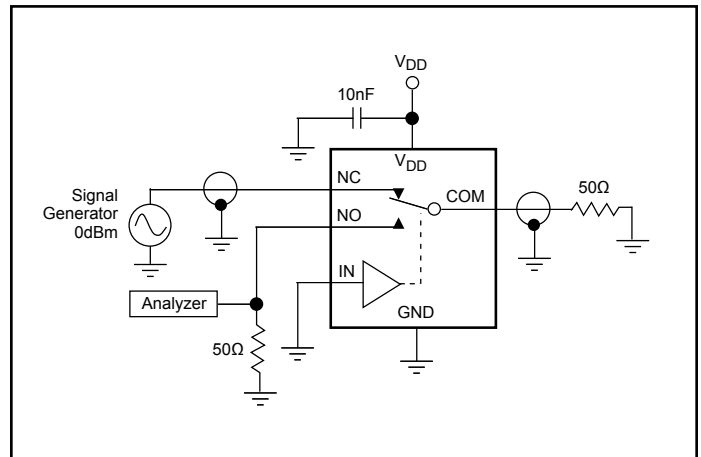 VDD
10nF
VDD
NC
COM
50Ω
Signal
Generator
0dBm
NO
IN
Analyzer
GND
50Ω